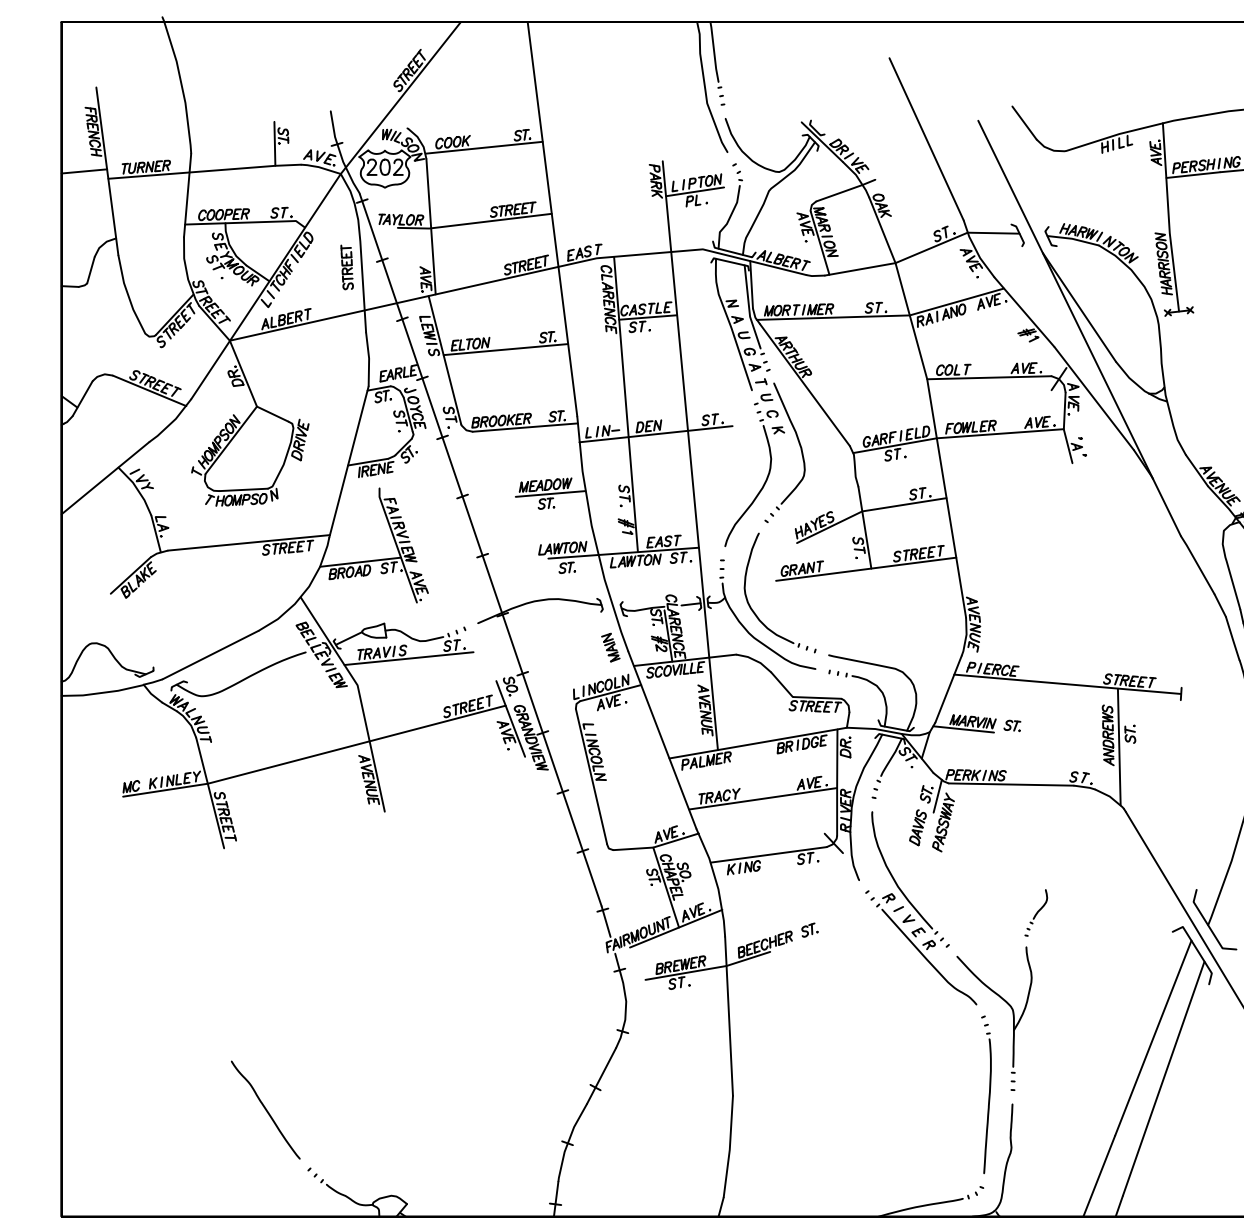 STREET
FRENCH
TURNER
ST.
AVE.
WILSON
202
COOK ST.
HILL
AVE.
PERSHING
DRIVE
OAK
PARK
LIPTON
PL.
COOPER ST.
SEYMOUR
ST.
LITCHFIELD
STREET
TAYLOR STREET
MARION
AVE.
ST.
AVE.
HARWINTON
HARRISON
STREET
STREET
ALBERT
AVE.
STREET
EAST
CLARENCE
ALBERT
CASTLE
ST.
NAUGATUCK
MORTIMER ST.
RAIANO AVE.
#1
LEWIS
ELTON ST.
ARTHUR
STREET
DR.
EARLE
ST.
JOYCE
ST.
ST.
COLT AVE.
AVE.
'A'
BROOKER ST.
LIN- DEN ST.
GARFIELD
ST.
FOWLER AVE.
THOMPSON
DRIVE
THOMPSON
IRENE ST.
IVY
LA.
MEADOW
ST.
ST. #1
FAIRVIEW AVE.
HAYES
ST.
ST.
AVENUE
STREET
BLAKE
BROAD ST.
LAWTON
ST.
EAST
LAWTON ST.
GRANT STREET
BELLEVIEW
TRAVIS ST.
MAIN
CLARENCE
ST. #2
AVENUE
SCOVILLE
PIERCE STREET
WALNUT
LINCOLN
AVE.
AVENUE
STREET
STREET
SO. GRANDVIEW
AVE.
LINCOLN
MARVIN ST.
ANDREWS
ST.
PALMER BRIDGE
DR.
ST.
MC KINLEY
STREET
AVENUE
TRACY AVE.
RIVER
PERKINS ST.
DAVIS ST.
PASSWAY
AVE.
SO.
CHAPEL
ST.
KING ST.
RIVER
FAIRMOUNT AVE.
BREWER
ST.
BEECHER ST.